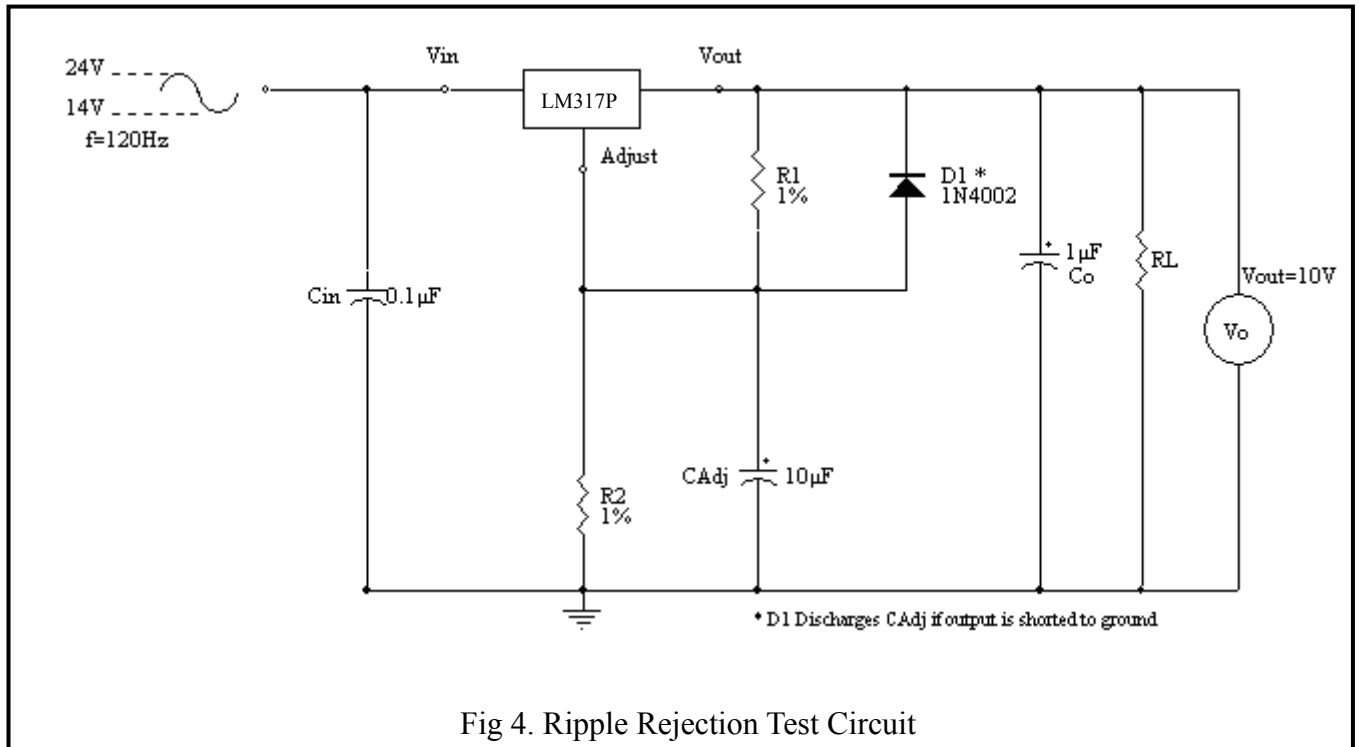 24V
14V
f=120Hz
Vin
LM317P
Vout
Adjust
R1
1%
D1 *
1N4002
Cin
0.1μF
R2
1%
CAdj
10μF
1μF
Co
RL
Vout=10V
Vo
* D1 Discharges CAdj if output is shorted to ground
Fig 4. Ripple Rejection Test Circuit